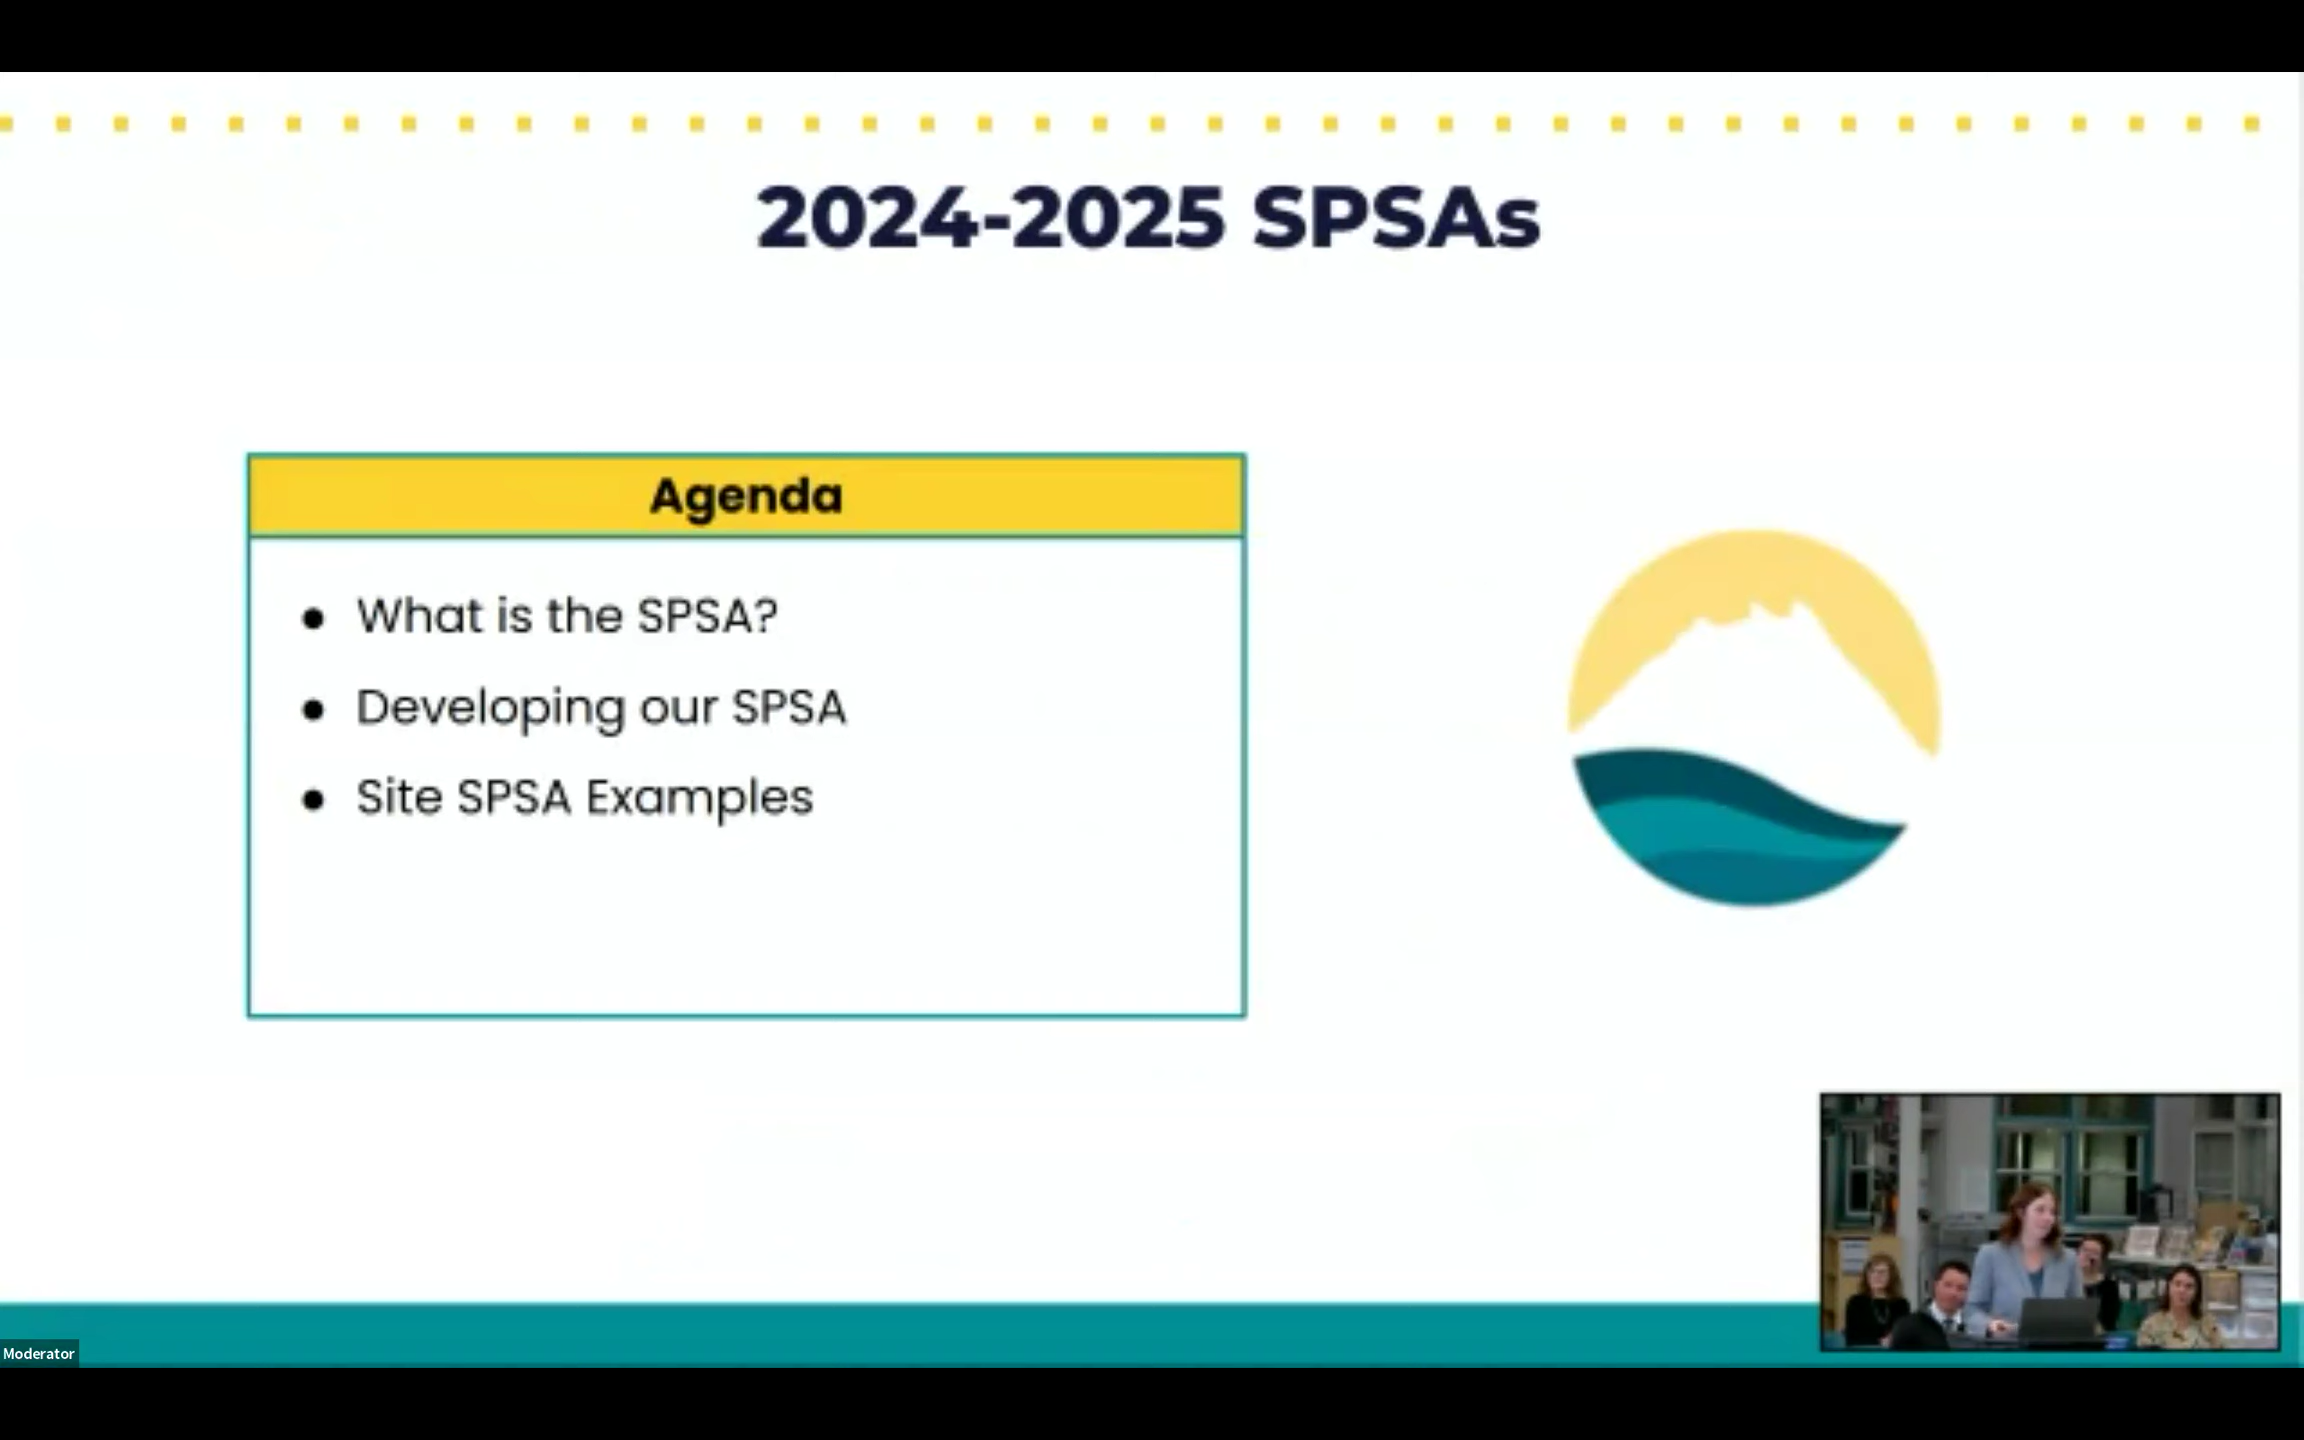 2024-2025 SPSAs
Agenda
● What is the SPSA?
● Developing our SPSA
● Site SPSA Examples
Moderator